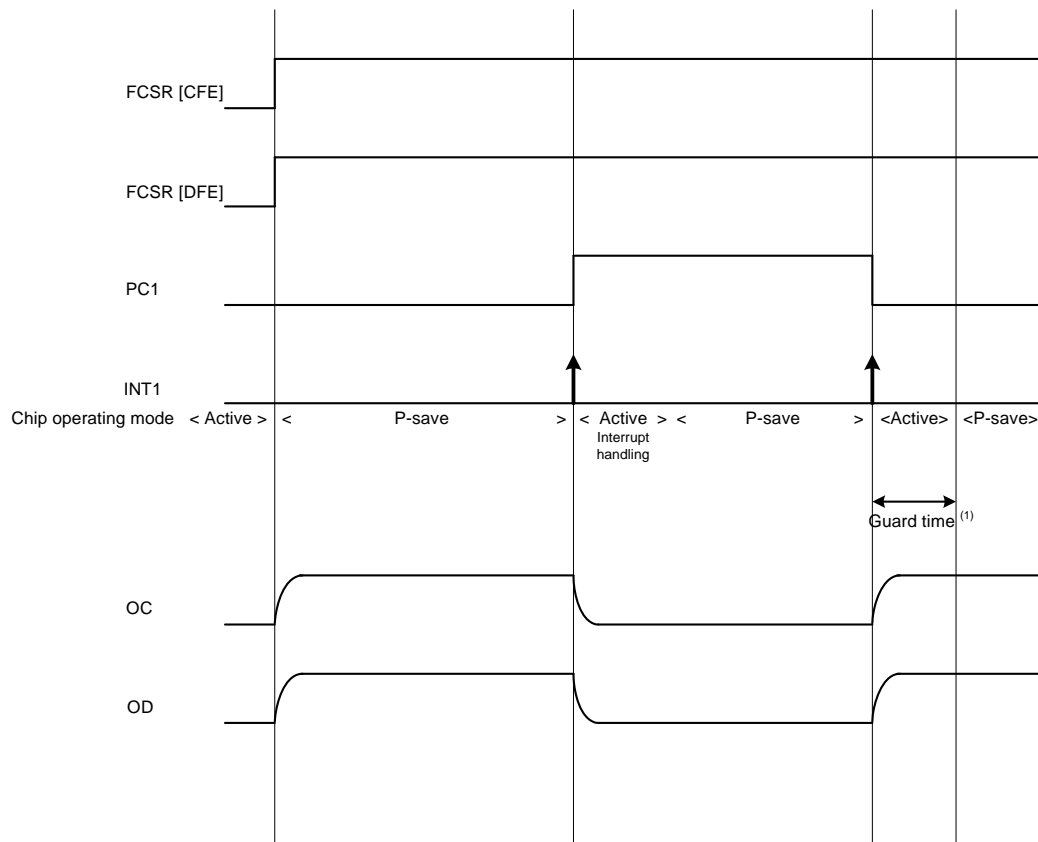 FCSR [CFE]
FCSR [DFE]
PC1
INT1
Chip operating mode < Active > < P-save > < Active > < P-save > <Active> <P-save>
Interrupt
handling
Guard time (1)
OC
OD